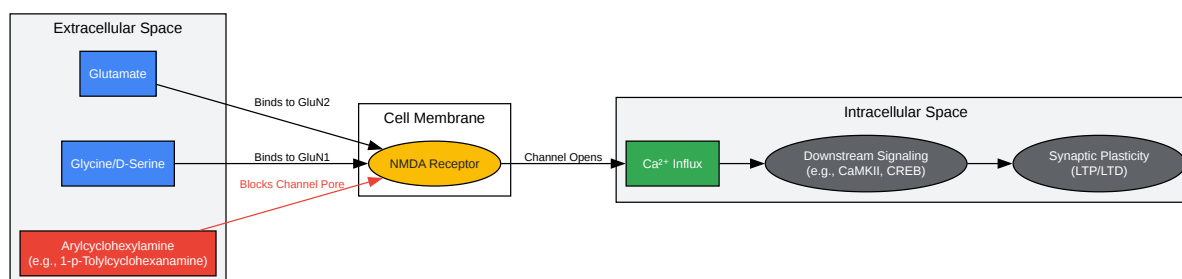 Extracellular Space
Glutamate
Glycine/D-Serine
Arylcyclohexylamine
(e.g., 1-p-Tolylcyclohexanamine)
Binds to GluN2
Binds to GluN1
Blocks Channel Pore
Cell Membrane
NMDA Receptor
Channel Opens
Intracellular Space
Ca²⁺ Influx
Downstream Signaling
(e.g., CaMKII, CREB)
Synaptic Plasticity
(LTP/LTD)